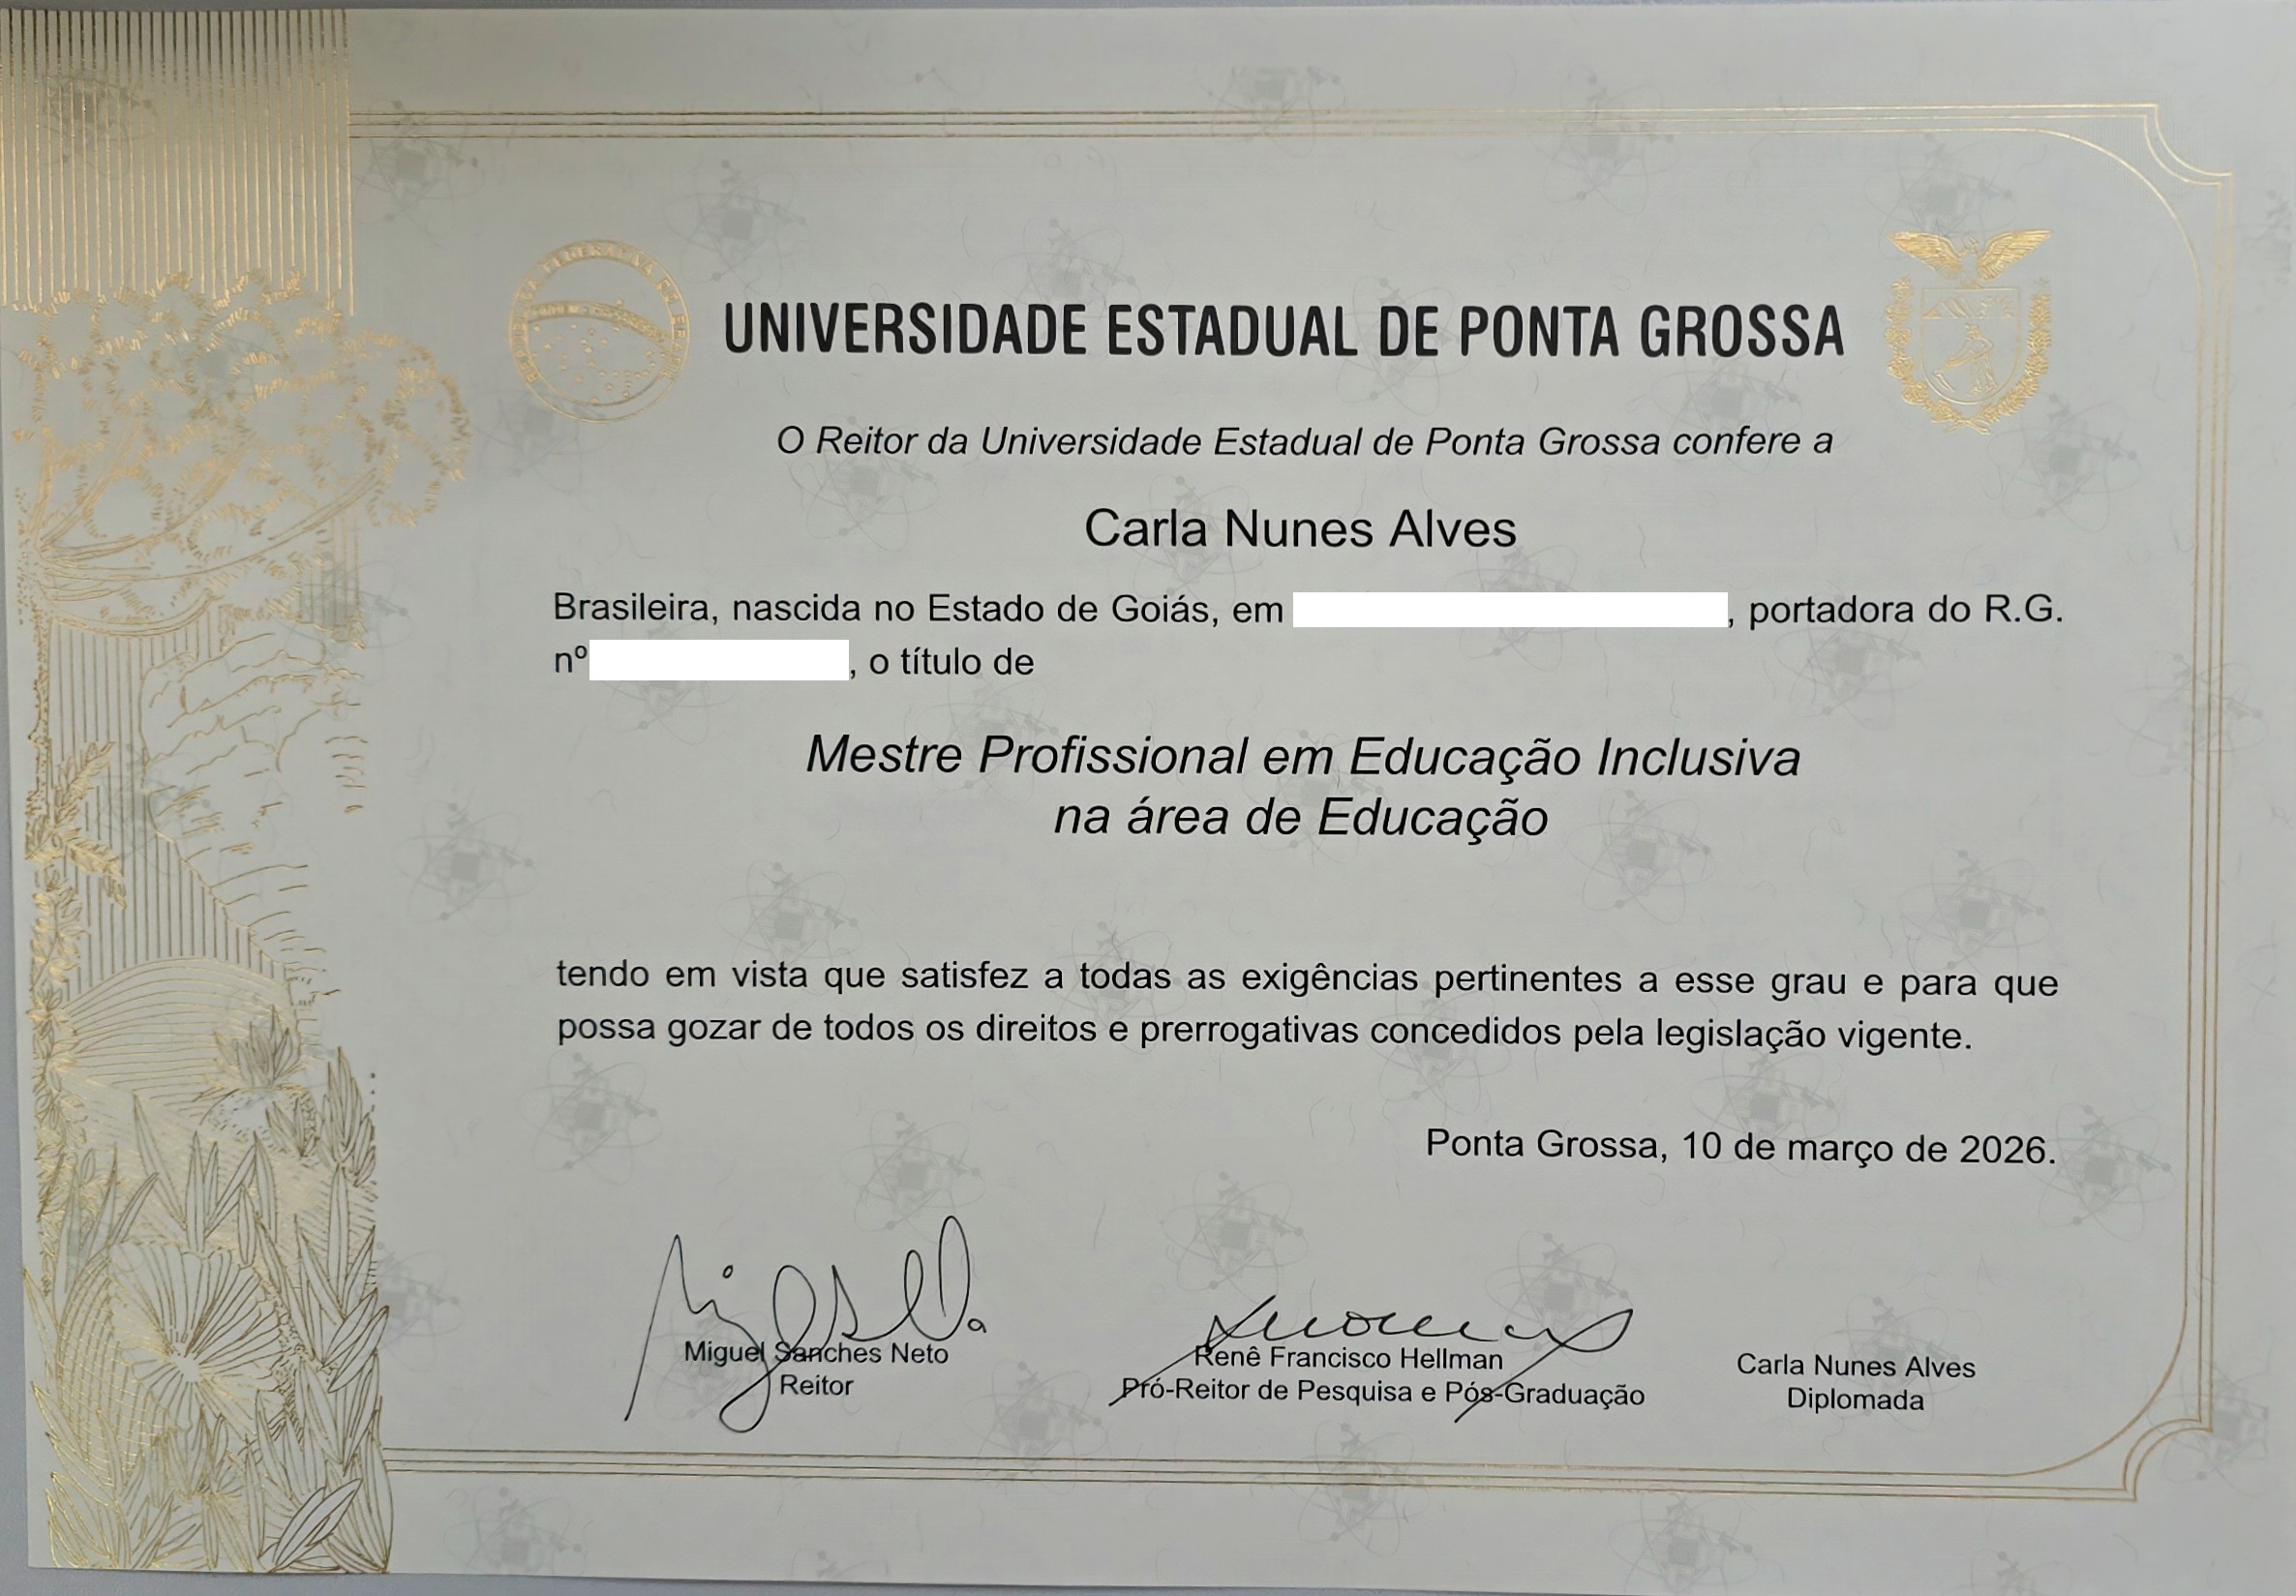 UNIVERSIDADE ESTADUAL DE PONTA GROSSA
O Reitor da Universidade Estadual de Ponta Grossa confere a
Carla Nunes Alves
Brasileira, nascida no Estado de Goiás, em , portadora do R.G.
nº , o título de
Mestre Profissional em Educação Inclusiva
na área de Educação
tendo em vista que satisfez a todas as exigências pertinentes a esse grau e para que
possa gozar de todos os direitos e prerrogativas concedidos pela legislação vigente.
Ponta Grossa, 10 de março de 2026.
Miguel Sanches Neto
Reitor
Renê Francisco Hellman
Pró-Reitor de Pesquisa e Pós-Graduação
Carla Nunes Alves
Diplomada